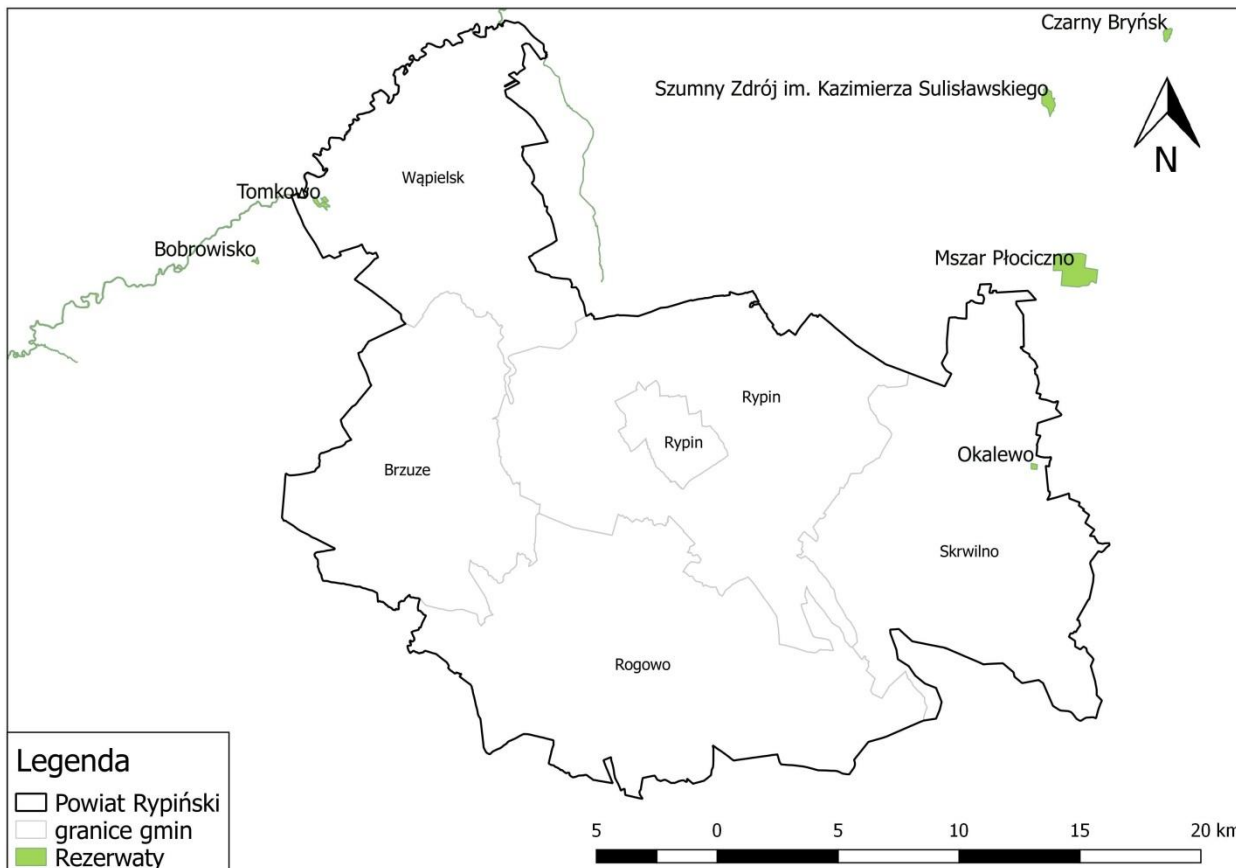 Czarny Bryńsk
Szumny Zdrój im. Kazimierza Sulisławskiego
N
Wąpielsk
Tomkowo
Bobrowisko
Mszar Płociczno
Rypin
Rypin
Brzuze
Okalewo
Skrwilno
Rogowo
Legenda
Powiat Rypiński
granice gmin
Rezerwaty
5 0 5 10 15 20 km